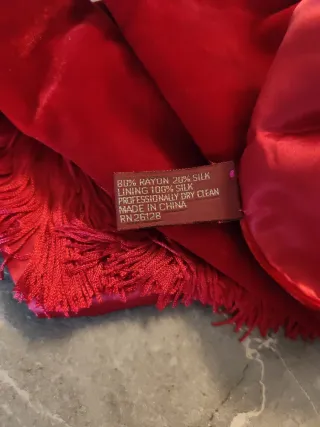 80% RAYON 20% SILK
LINING 100% SILK
PROFESSIONALLY DRY CLEAN
MADE IN CHINA
RN26128